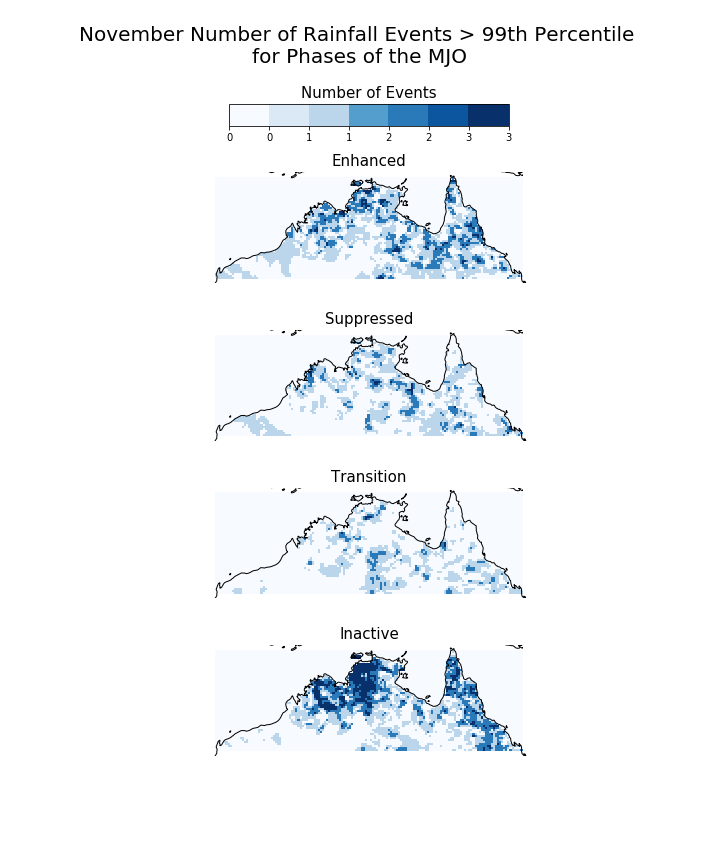 November Number of Rainfall Events > 99th Percentile
for Phases of the MJO
Number of Events
0 0 1 1 2 2 3 3
Enhanced
Suppressed
Transition
Inactive